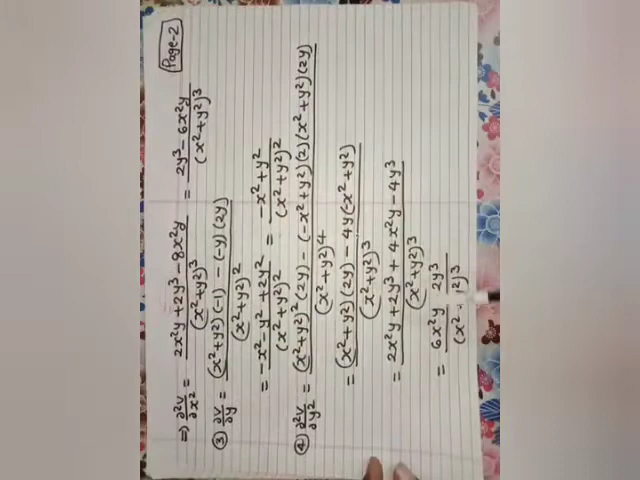 Page-2
⇒ ∂²V/∂x² = (2x²y + 2y³ - 8x²y)/(x²+y²)³ = (2y³ - 6x²y)/(x²+y²)³
③ ∂V/∂y = ((x²+y²)(-1) - (-y)(2y))/(x²+y²)²
= (-x² - y² + 2y²)/(x²+y²)² = (-x² + y²)/(x²+y²)²
④ ∂²V/∂y² = ((x²+y²)²(2y) - (-x²+y²)(2)(x²+y²)(2y))/(x²+y²)⁴
= ((x²+y²)(2y) - 4y(-x²+y²))/(x²+y²)³
= (2x²y + 2y³ + 4x²y - 4y³)/(x²+y²)³
= 6x²y 2y³/(x² + ²)³